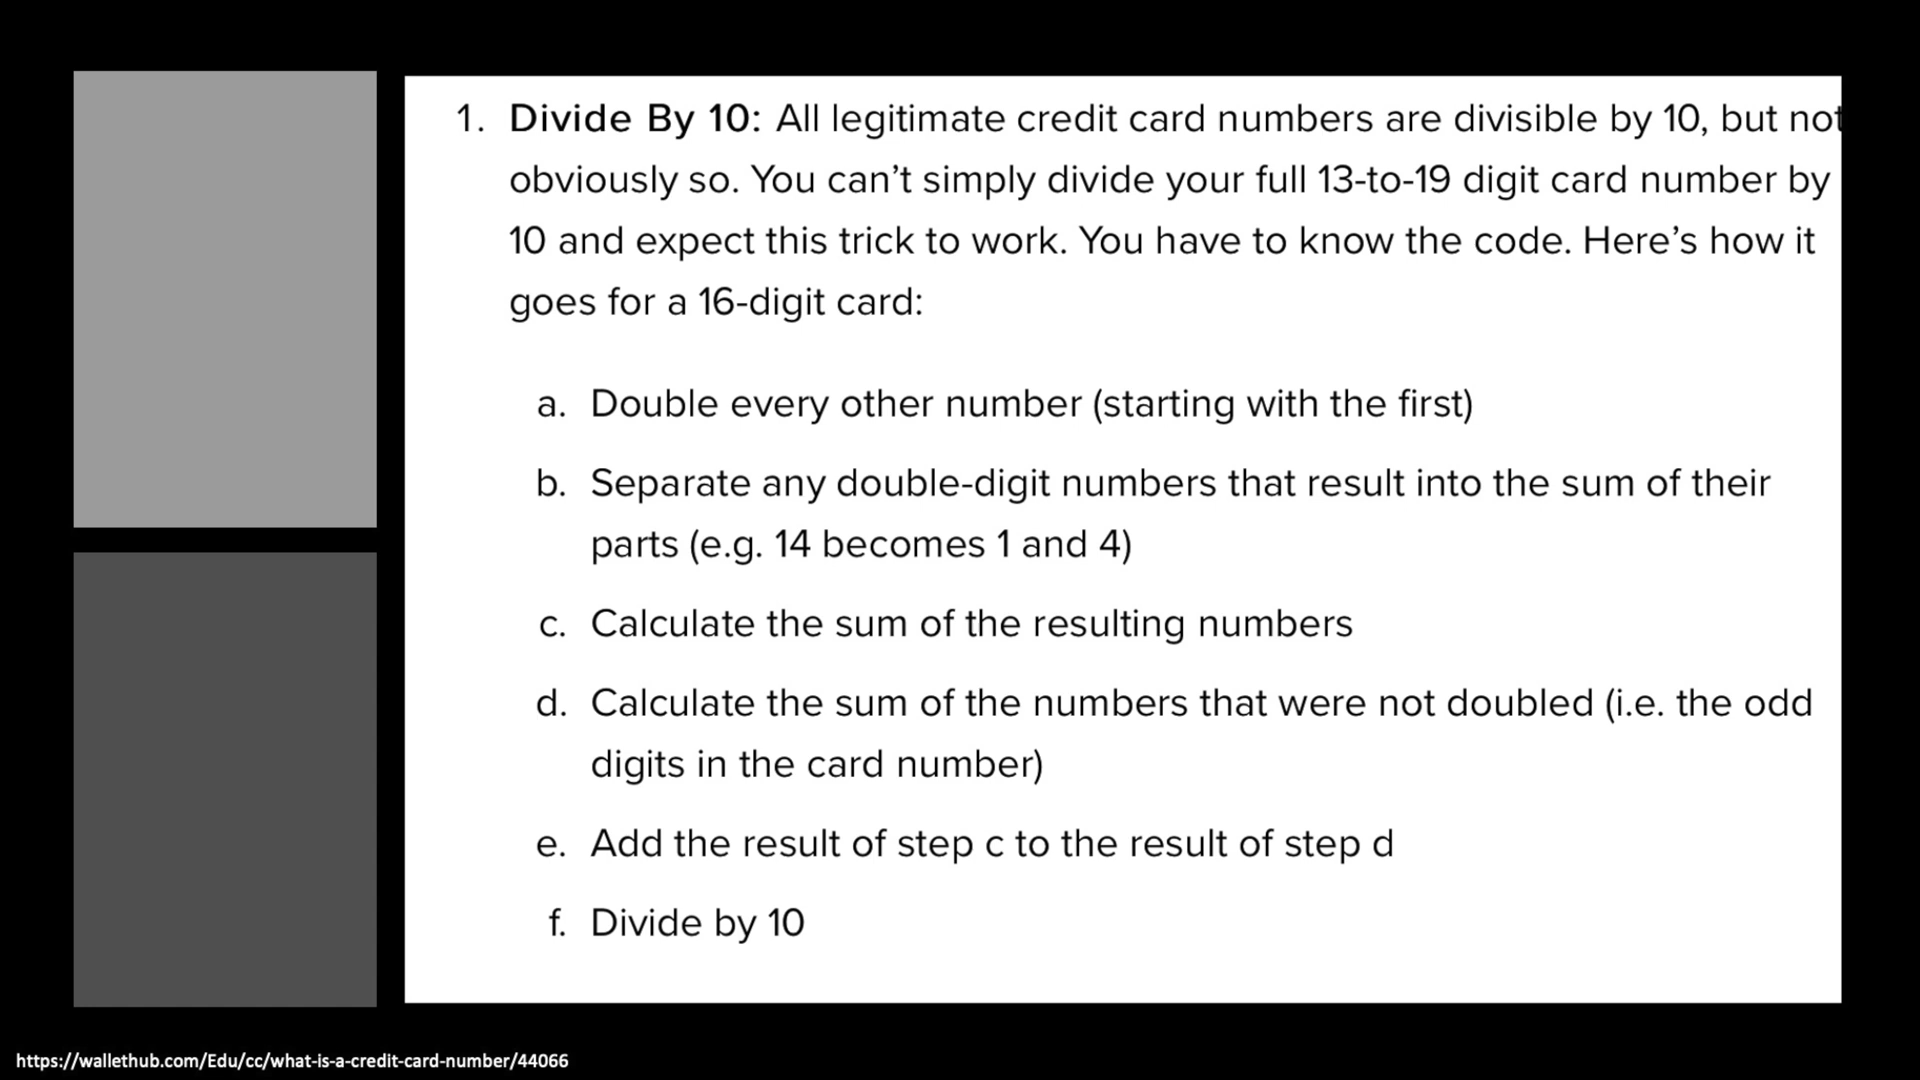 1. Divide By 10: All legitimate credit card numbers are divisible by 10, but not
obviously so. You can’t simply divide your full 13-to-19 digit card number by
10 and expect this trick to work. You have to know the code. Here’s how it
goes for a 16-digit card:
a. Double every other number (starting with the first)
b. Separate any double-digit numbers that result into the sum of their
parts (e.g. 14 becomes 1 and 4)
c. Calculate the sum of the resulting numbers
d. Calculate the sum of the numbers that were not doubled (i.e. the odd
digits in the card number)
e. Add the result of step c to the result of step d
f. Divide by 10
https://wallethub.com/Edu/cc/what-is-a-credit-card-number/44066